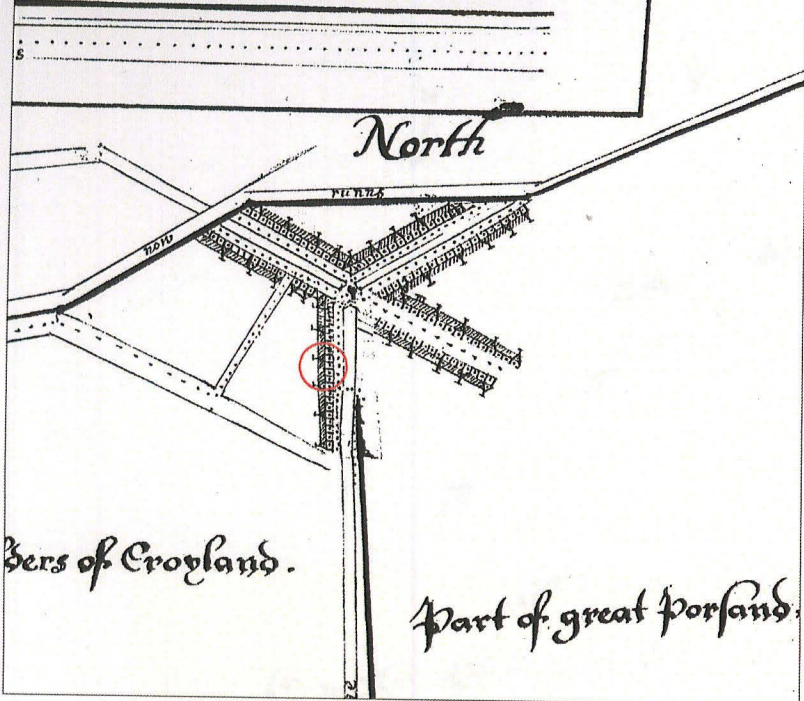 s
North
runns
now
ders of Croyland.
Part of great Porsand.